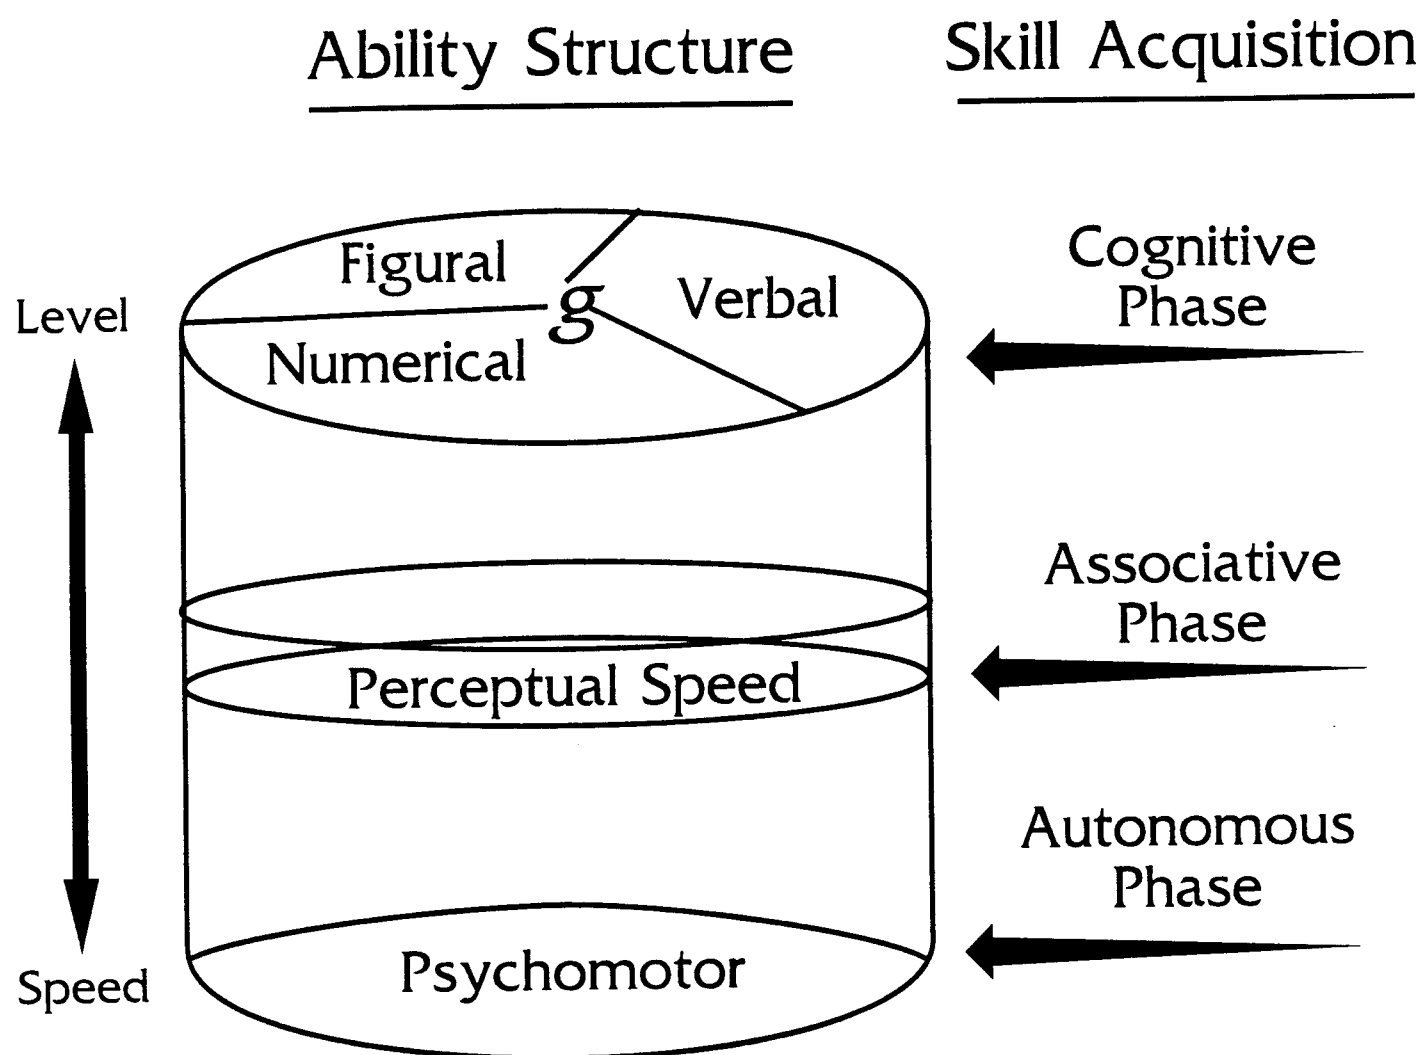 Ability Structure
Skill Acquisition
Figural
g
Verbal
Numerical
Level
Cognitive
Phase
Associative
Phase
Perceptual Speed
Autonomous
Phase
Psychomotor
Speed